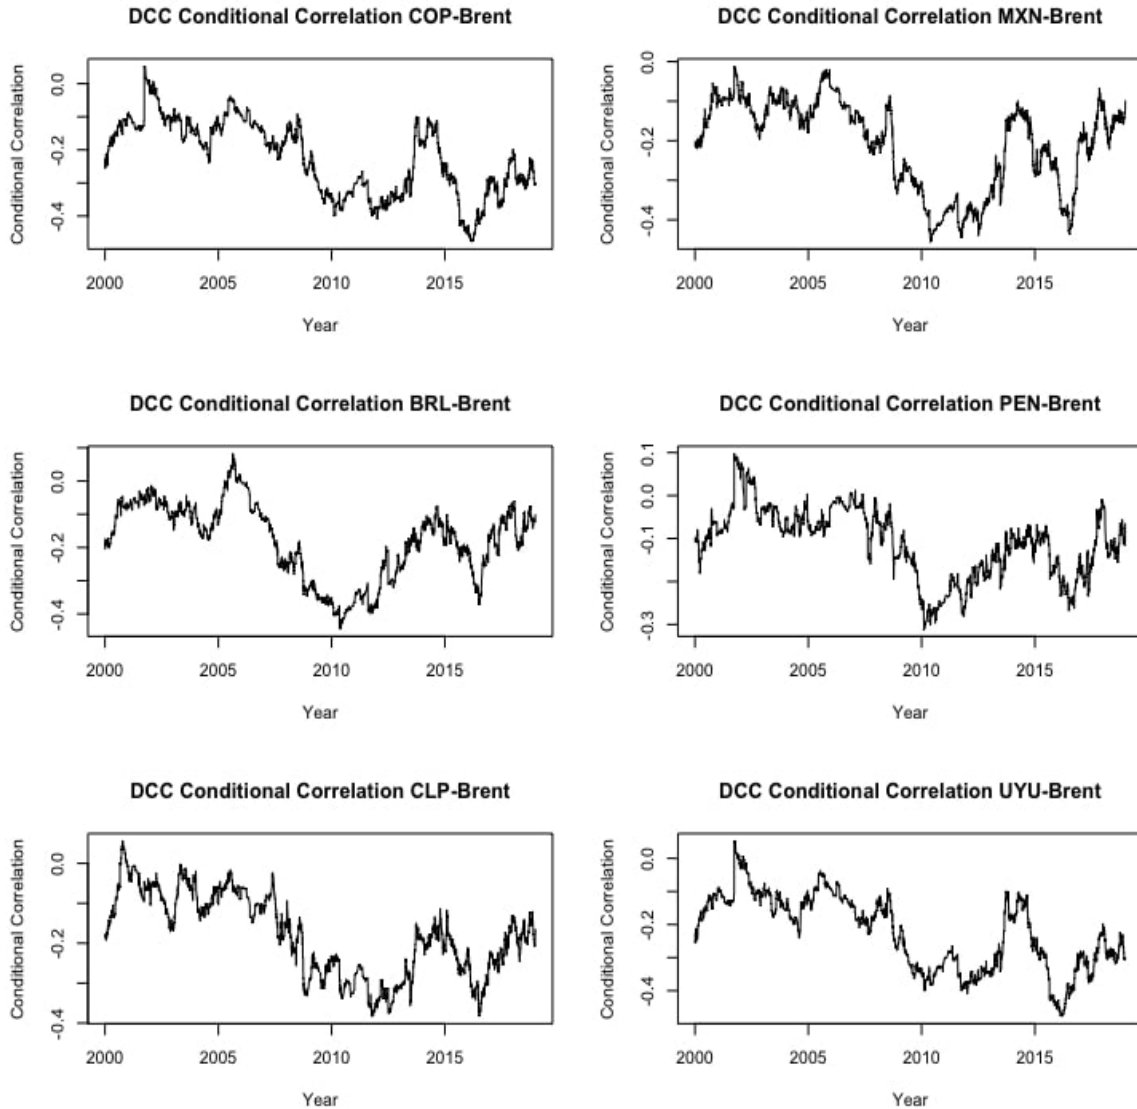 DCC Conditional Correlation COP-Brent
Conditional Correlation
0.0
-0.2
-0.4
2000 2005 2010 2015
Year
DCC Conditional Correlation MXN-Brent
Conditional Correlation
0.0
-0.2
-0.4
2000 2005 2010 2015
Year
DCC Conditional Correlation BRL-Brent
Conditional Correlation
0.0
-0.2
-0.4
2000 2005 2010 2015
Year
DCC Conditional Correlation PEN-Brent
Conditional Correlation
0.1
0.0
-0.1
-0.3
2000 2005 2010 2015
Year
DCC Conditional Correlation CLP-Brent
Conditional Correlation
0.0
-0.2
-0.4
2000 2005 2010 2015
Year
DCC Conditional Correlation UYU-Brent
Conditional Correlation
0.0
-0.2
-0.4
2000 2005 2010 2015
Year